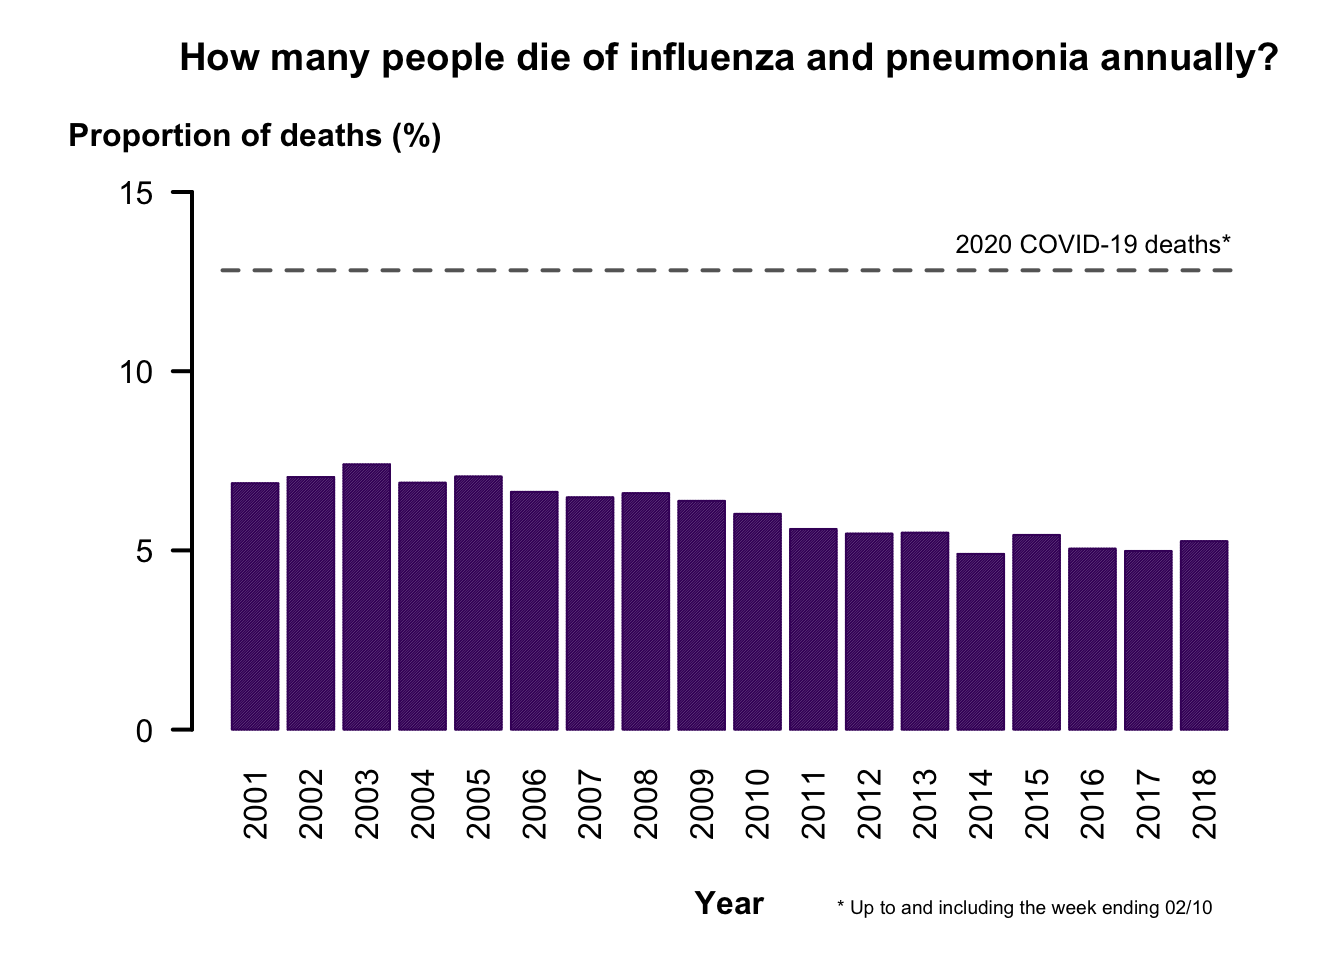 How many people die of influenza and pneumonia annually?
Proportion of deaths (%)
15
2020 COVID-19 deaths*
10
5
0
2001 2002 2003 2004 2005 2006 2007 2008 2009 2010 2011 2012 2013 2014 2015 2016 2017 2018
Year
* Up to and including the week ending 02/10